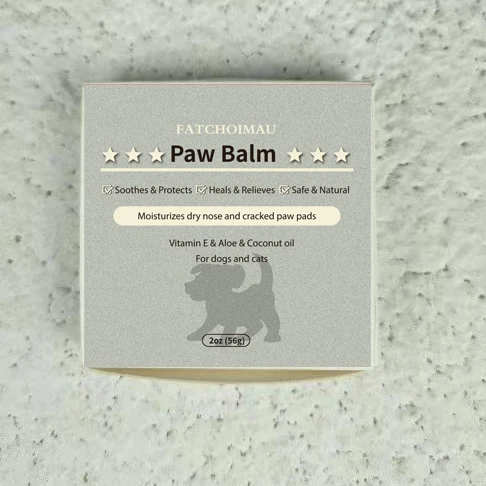 FATCHOIMAU
Paw Balm
Soothes & Protects Heals & Relieves Safe & Natural
Moisturizes dry nose and cracked paw pads
Vitamin E & Aloe & Coconut oil
For dogs and cats
2oz (56g)